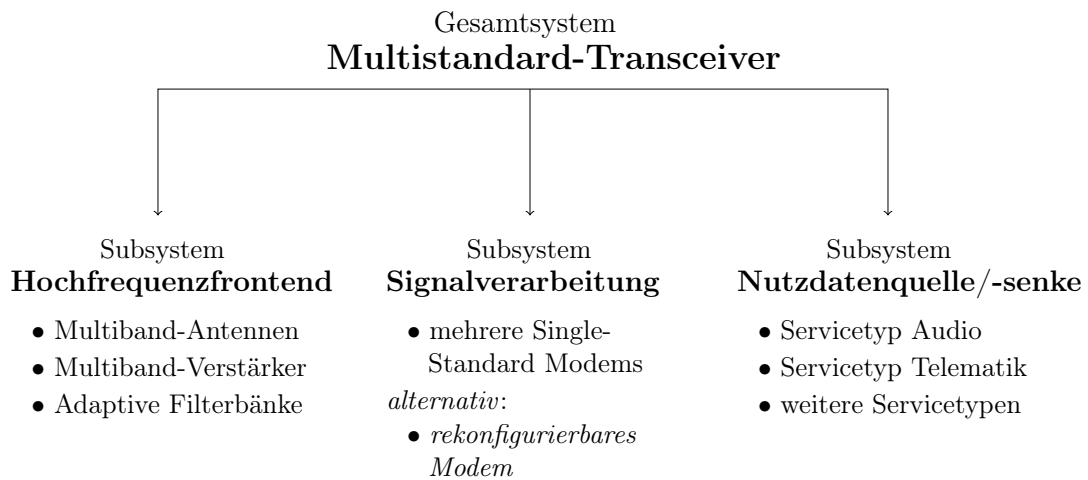 Gesamtsystem
Multistandard-Transceiver
Subsystem
Hochfrequenzfrontend
• Multiband-Antennen
• Multiband-Verstärker
• Adaptive Filterbänke
Subsystem
Signalverarbeitung
• mehrere Single-
Standard Modems
alternativ:
• rekonfigurierbares
Modem
Subsystem
Nutzdatenquelle/-senke
• Servicetyp Audio
• Servicetyp Telematik
• weitere Servicetypen